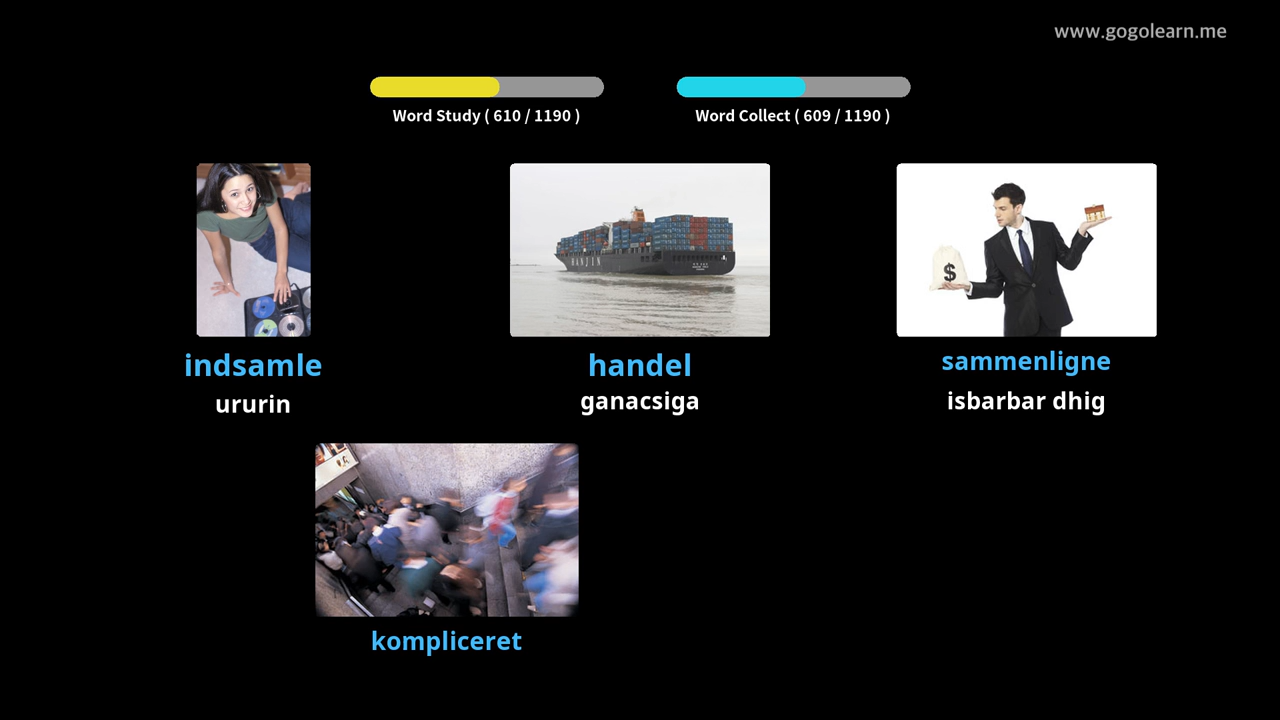 www.gogolearn.me
Word Study ( 610 / 1190 )
Word Collect ( 609 / 1190 )
HANJIN
$
indsamle
handel
sammenligne
ururin
ganacsiga
isbarbar dhig
kompliceret